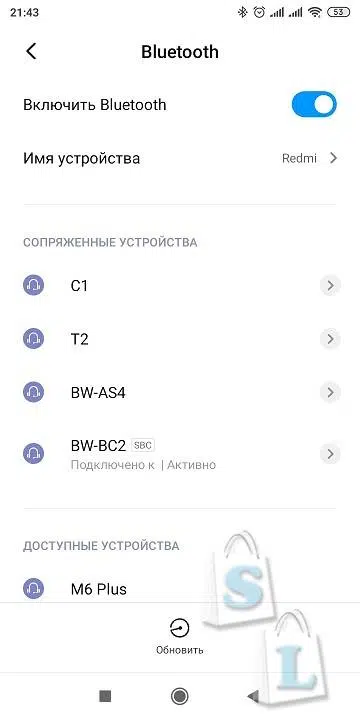 21:43
53
Bluetooth
Включить Bluetooth
Имя устройства
Redmi
СОПРЯЖЕННЫЕ УСТРОЙСТВА
C1
T2
BW-AS4
BW-BC2 SBC
Подключено к | Активно
ДОСТУПНЫЕ УСТРОЙСТВА
M6 Plus
Обновить
S
L